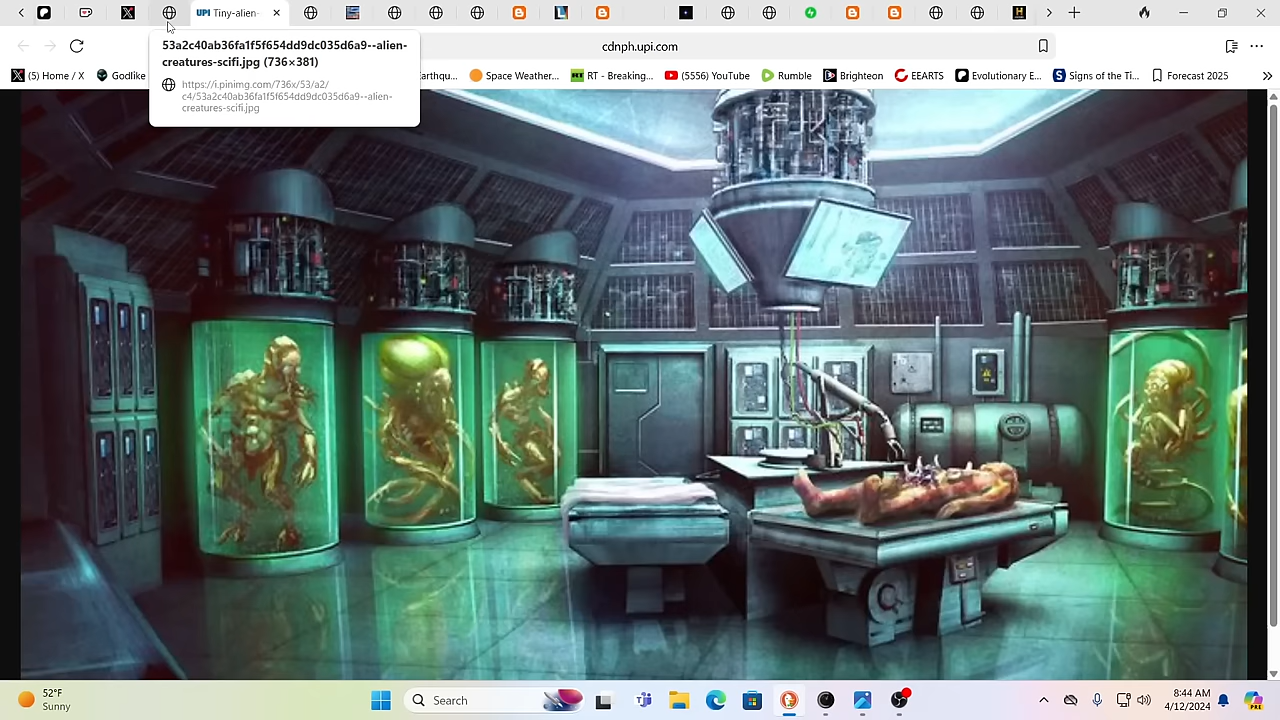 UPI Tiny-alien-
53a2c40ab36fa1f5f654dd9dc035d6a9--alien-
creatures-scifi.jpg (736×381)
https://i.pinimg.com/736x/53/a2/
c4/53a2c40ab36fa1f5f654dd9dc035d6a9--alien-
creatures-scifi.jpg
cdnph.upi.com
(5) Home / X
Godlike
Earthqu...
Space Weather...
RT - Breaking...
(5556) YouTube
Rumble
Brighteon
EEARTS
Evolutionary E...
Signs of the Ti...
Forecast 2025
52°F
Sunny
Search
8:44 AM
4/12/2024
PRE